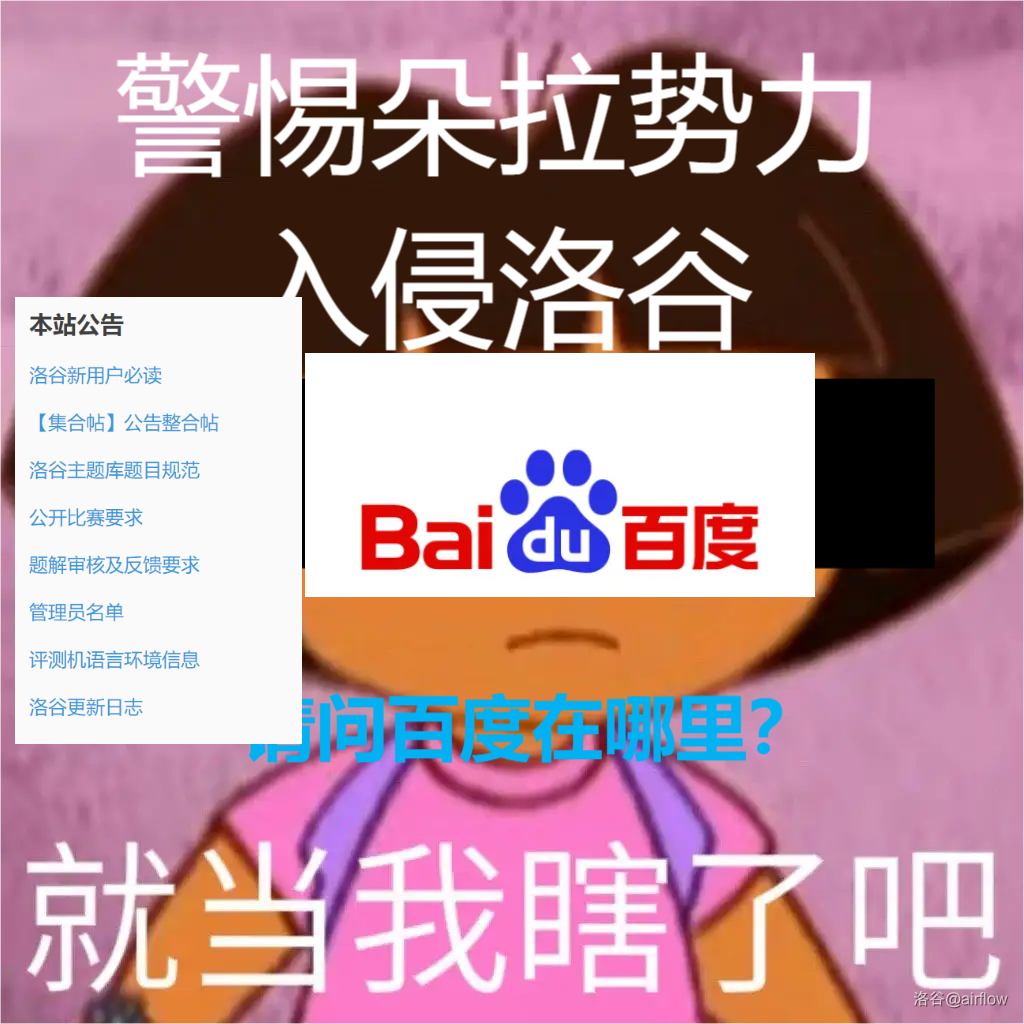 警惕朵拉势力
入侵洛谷
本站公告
洛谷新用户必读
【集合帖】公告整合帖
洛谷主题库题目规范
公开比赛要求
题解审核及反馈要求
管理员名单
评测机语言环境信息
洛谷更新日志
Bai du 百度
请问百度在哪里?
就当我瞎了吧
洛谷@airflow